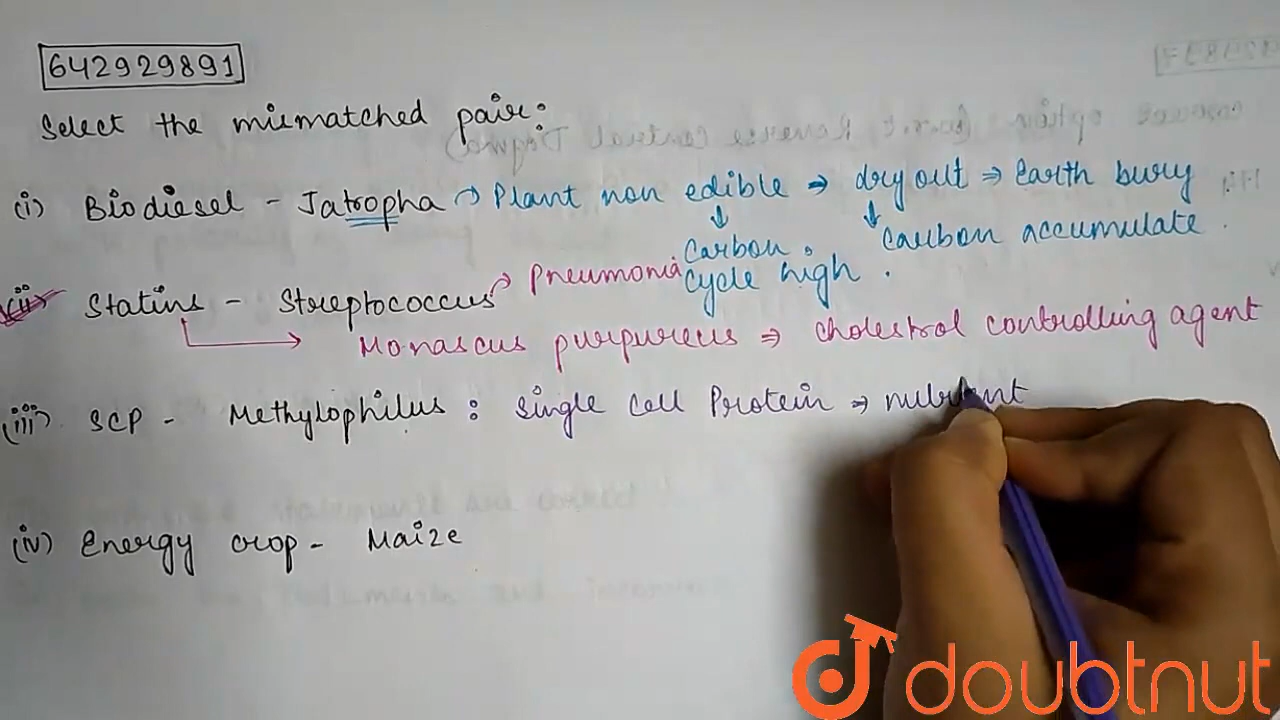 642929891
Select the mismatched pair:
(i) Biodiesel - Jatropha → Plant non edible ⇒ dry out ⇒ Earth bury
↓ Carbon cycle high.
↓ Carbon accumulate.
(ii) Statins - Streptococcus → Pneumonia
→ Monascus purpureus ⇒ Cholestrol controlling agent
(iii) SCP - Methylophilus : Single Cell Protein ⇒
(iv) Energy crop - Maize
doubtnut